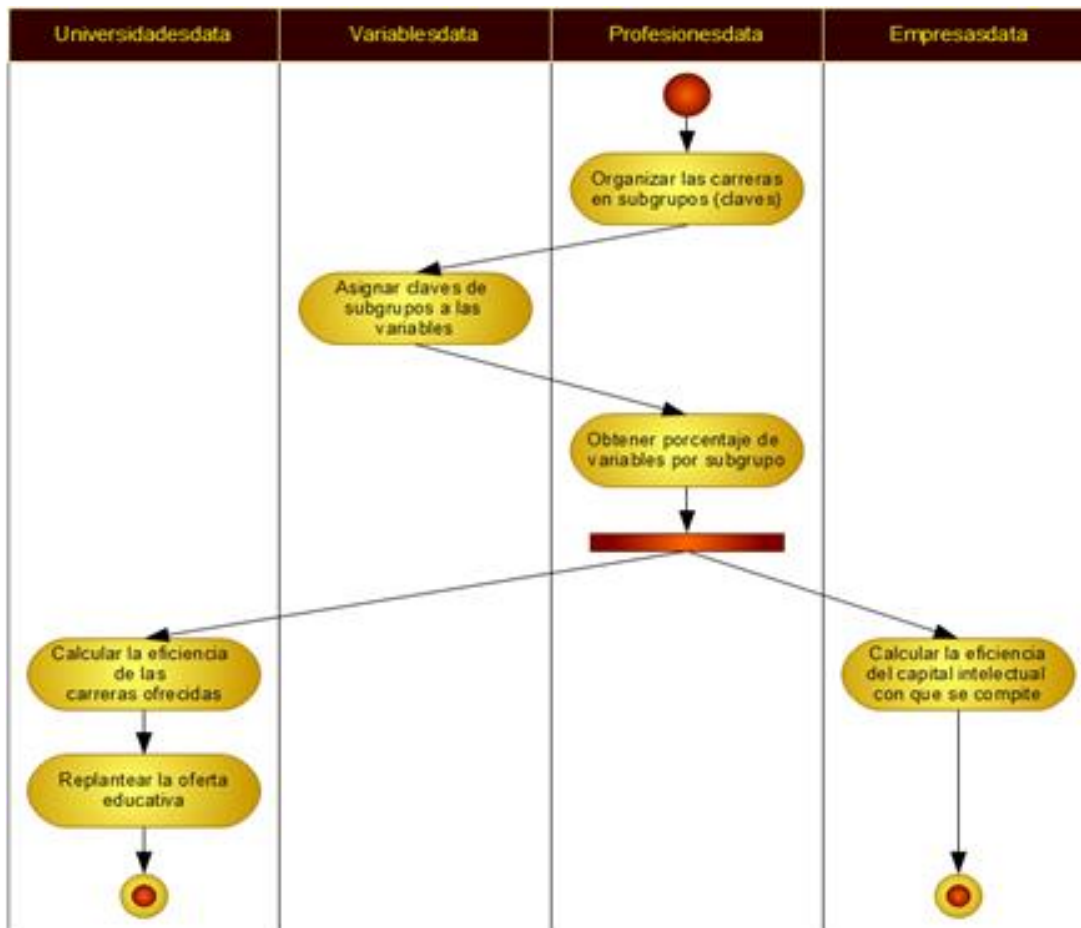 Universidadesdata
Variablesdata
Profesionesdata
Empresasdata
Organizar las carreras
en subgrupos (claves)
Asignar claves de
subgrupos a las
variables
Obtener porcentaje de
variables por subgrupo
Calcular la eficiencia
de las
carreras ofrecidas
Calcular la eficiencia
del capital intelectual
con que se compite
Replantear la oferta
educativa